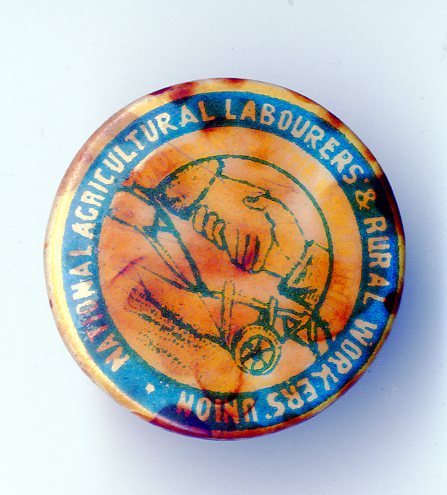 NATIONAL AGRICULTURAL LABOURERS & RURAL WORKERS' UNION